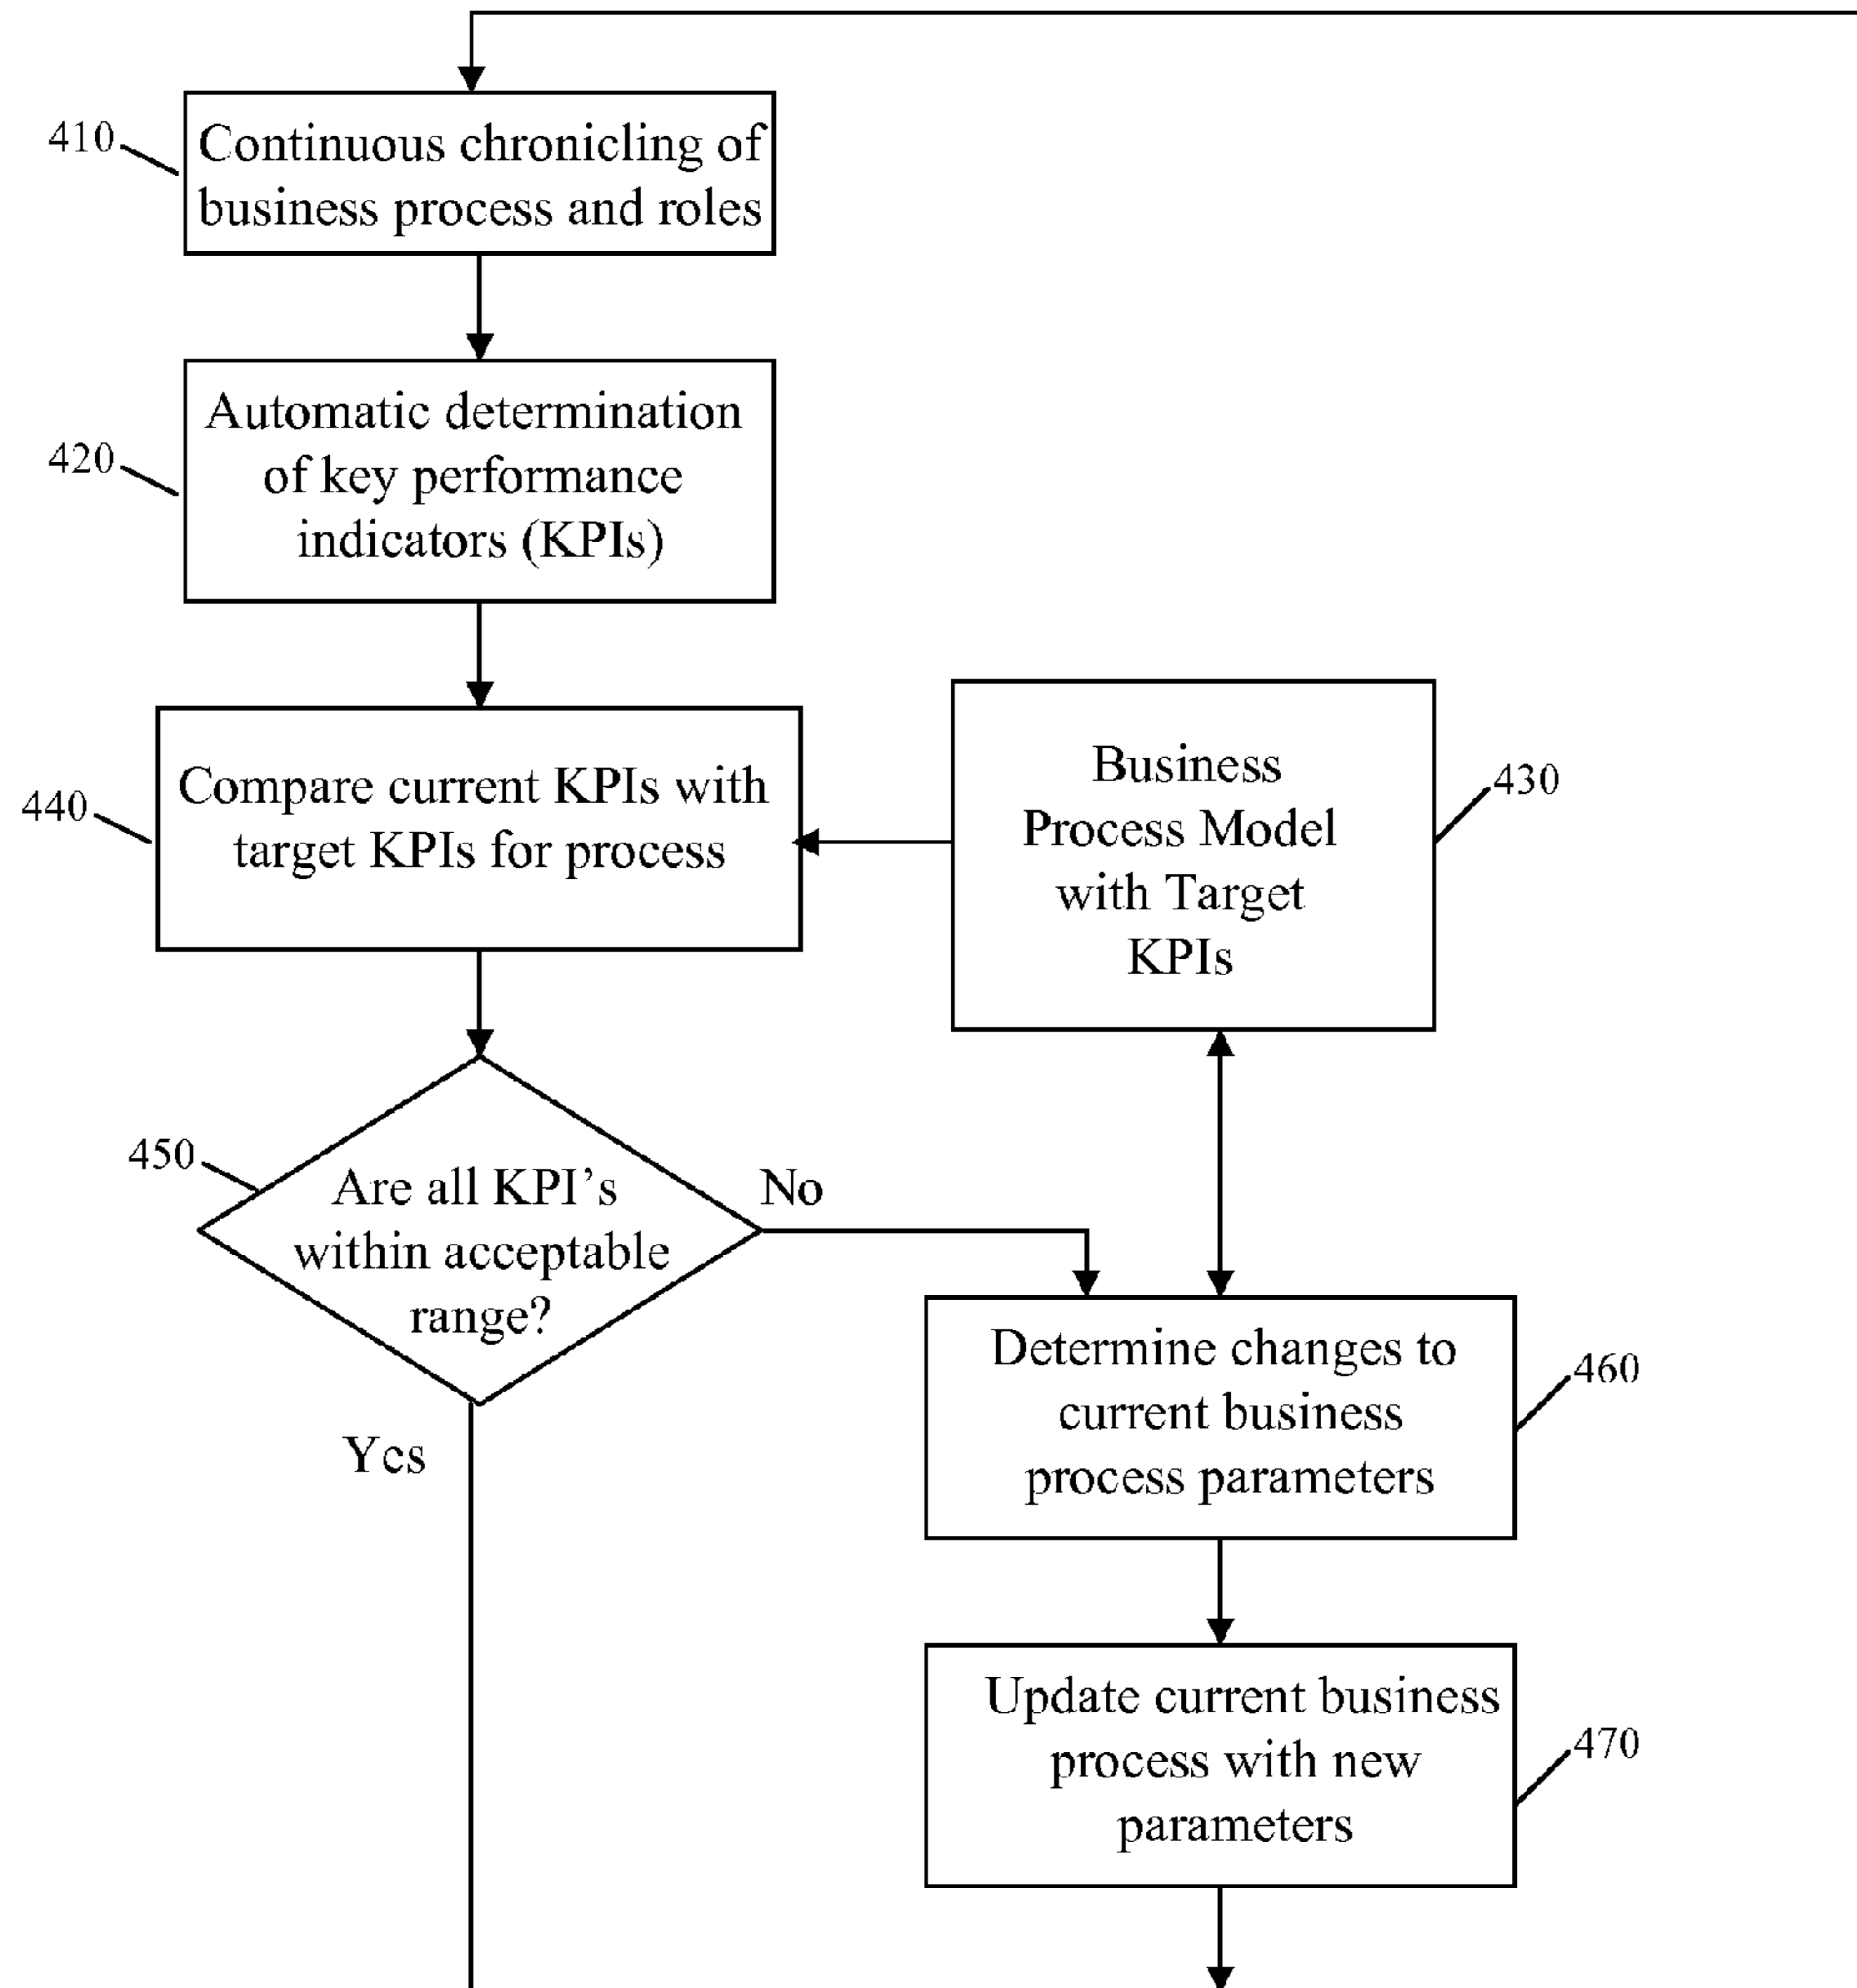 410
Continuous chronicling of
business process and roles
420
Automatic determination
of key performance
indicators (KPIs)
440
Compare current KPIs with
target KPIs for process
Business
Process Model
with Target
KPIs
430
450
Are all KPI's
within acceptable
range?
No
Yes
Determine changes to
current business
process parameters
460
Update current business
process with new
parameters
470